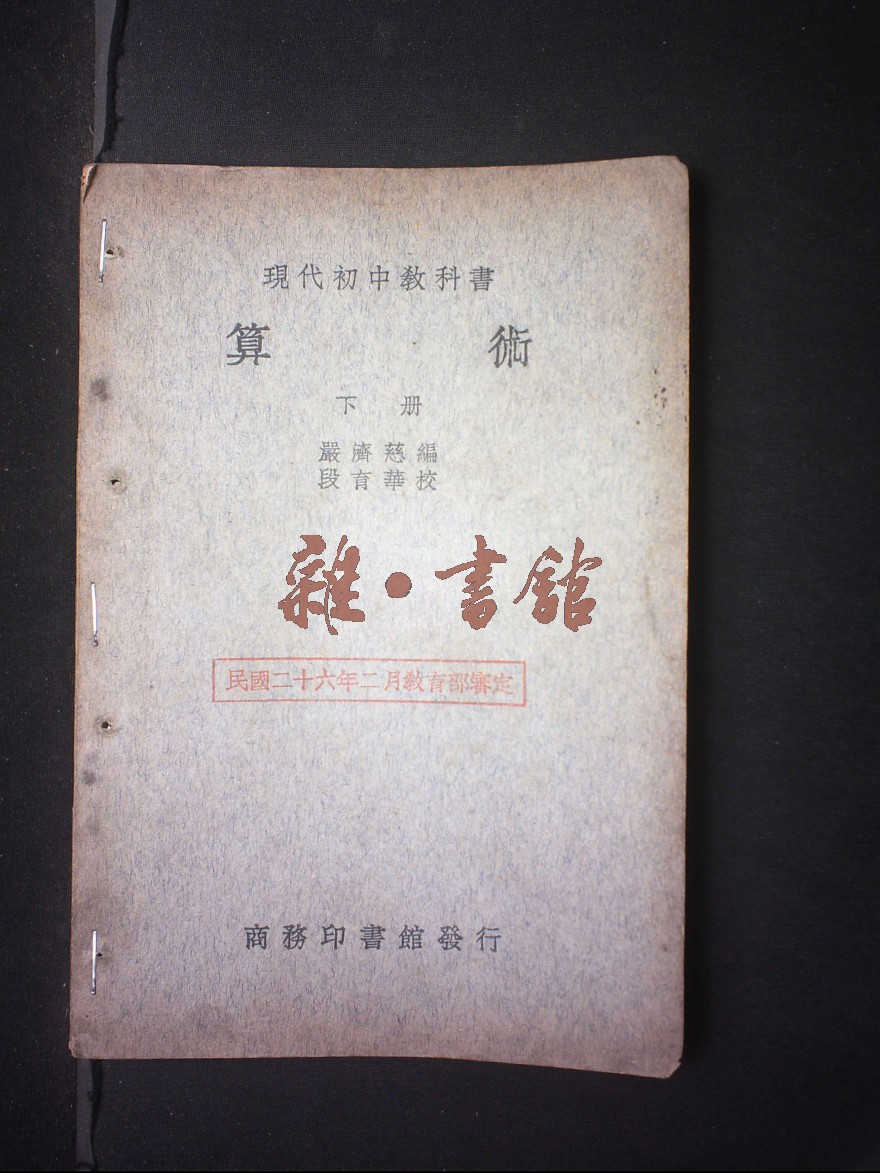 現代初中教科書
算術
下册
嚴濟慈編
段育華校
雜·書館
民國二十六年二月教育部審定
商務印書館發行